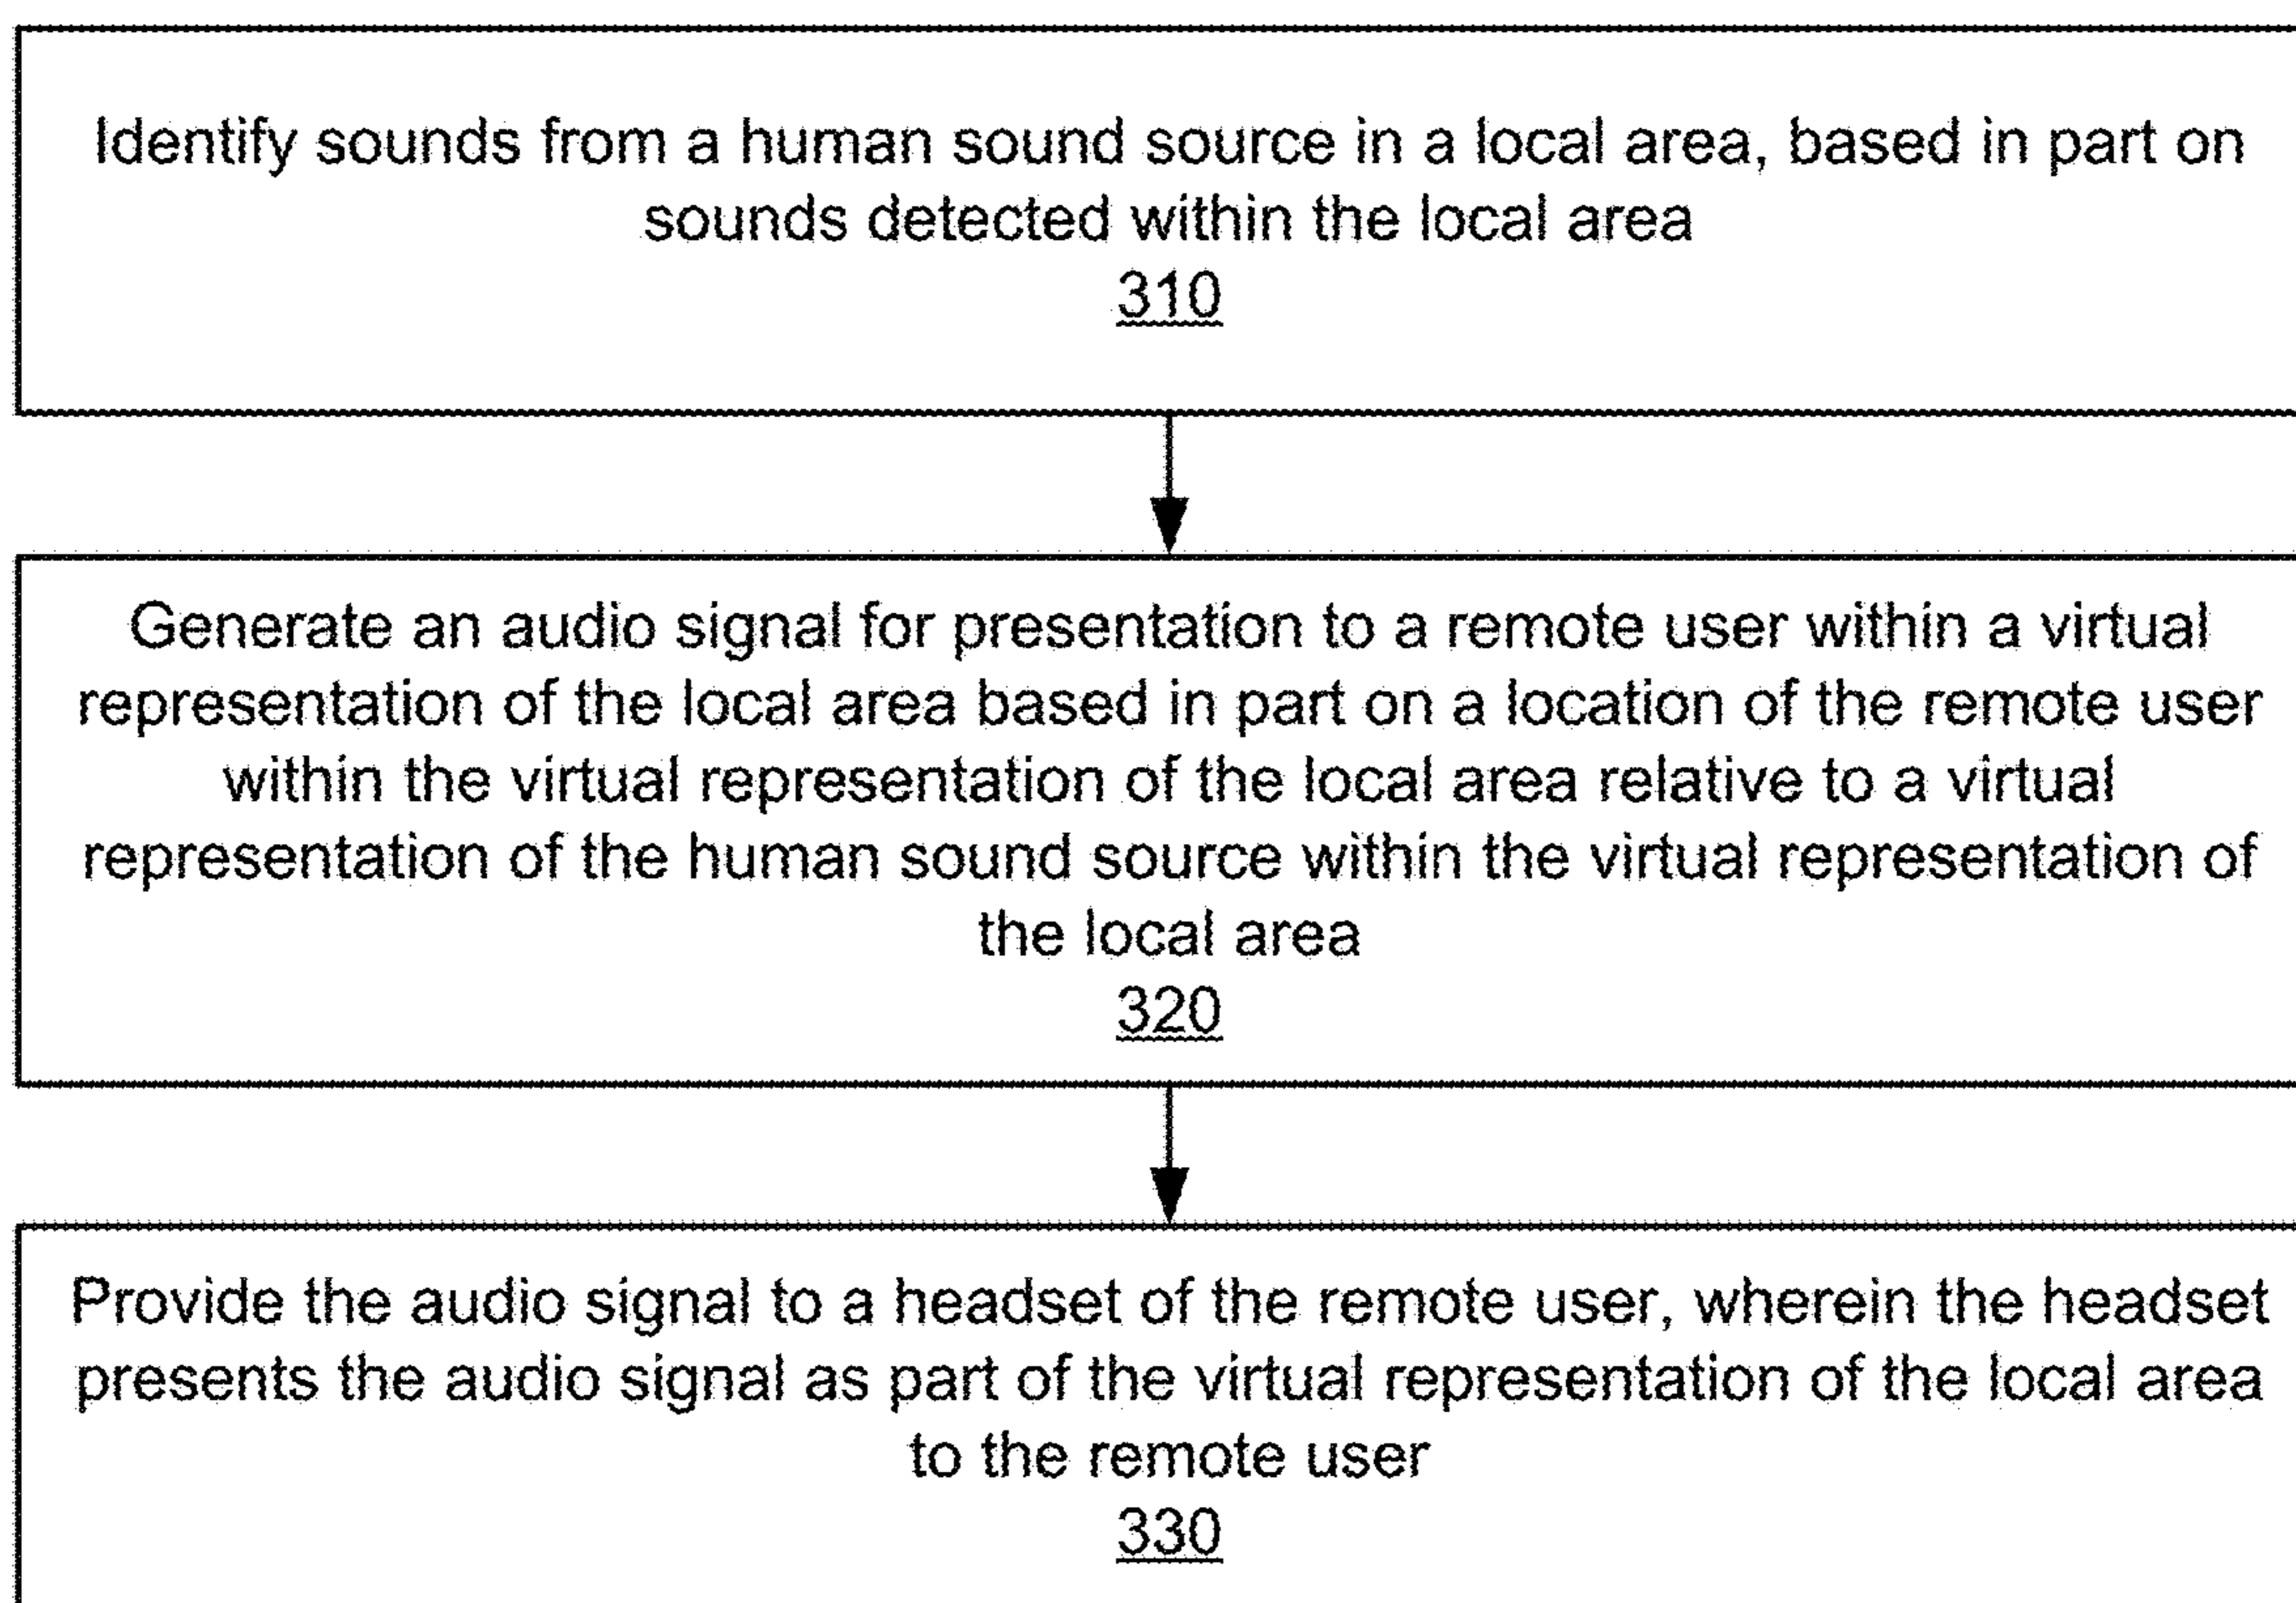 Identify sounds from a human sound source in a local area, based in part on
sounds detected within the local area
310
Generate an audio signal for presentation to a remote user within a virtual
representation of the local area based in part on a location of the remote user
within the virtual representation of the local area relative to a virtual
representation of the human sound source within the virtual representation of
the local area
320
Provide the audio signal to a headset of the remote user, wherein the headset
presents the audio signal as part of the virtual representation of the local area
to the remote user
330